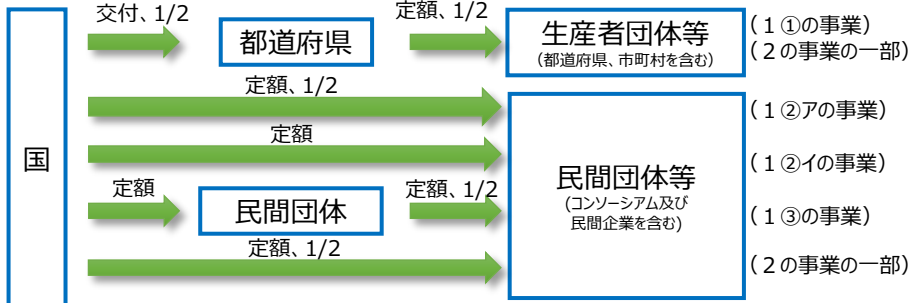 交付、1/2
定額、1/2
都道府県
生産者団体等
(都道府県、市町村を含む)
(1①の事業)
(2の事業の一部)
定額、1/2
(1②アの事業)
国
定額
(1②イの事業)
民間団体等
(コンソーシアム及び
民間企業を含む)
定額
定額、1/2
民間団体
(1③の事業)
定額、1/2
(2の事業の一部)